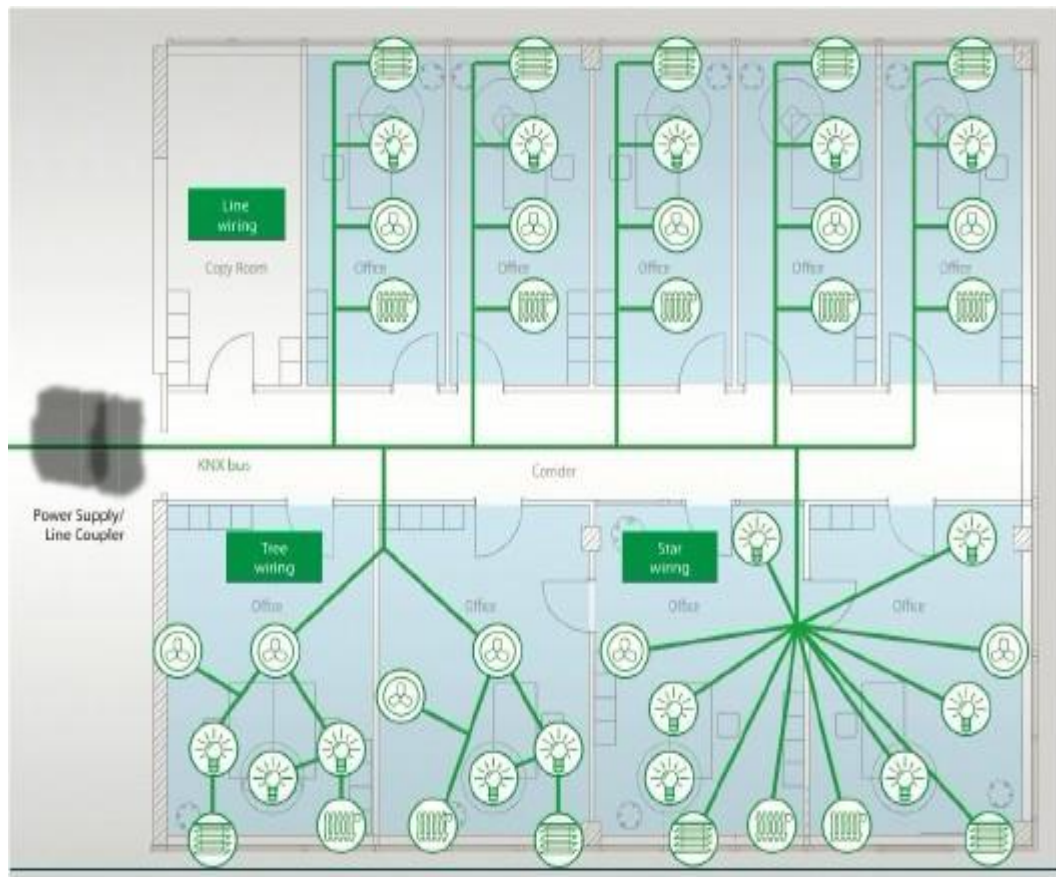 Line
wiring
Copy Room
Office
Office
Office
Office
Office
KNX bus
Corridor
Power Supply/
Line Coupler
Tree
wiring
Star
wiring
Office
Office
Office
Office